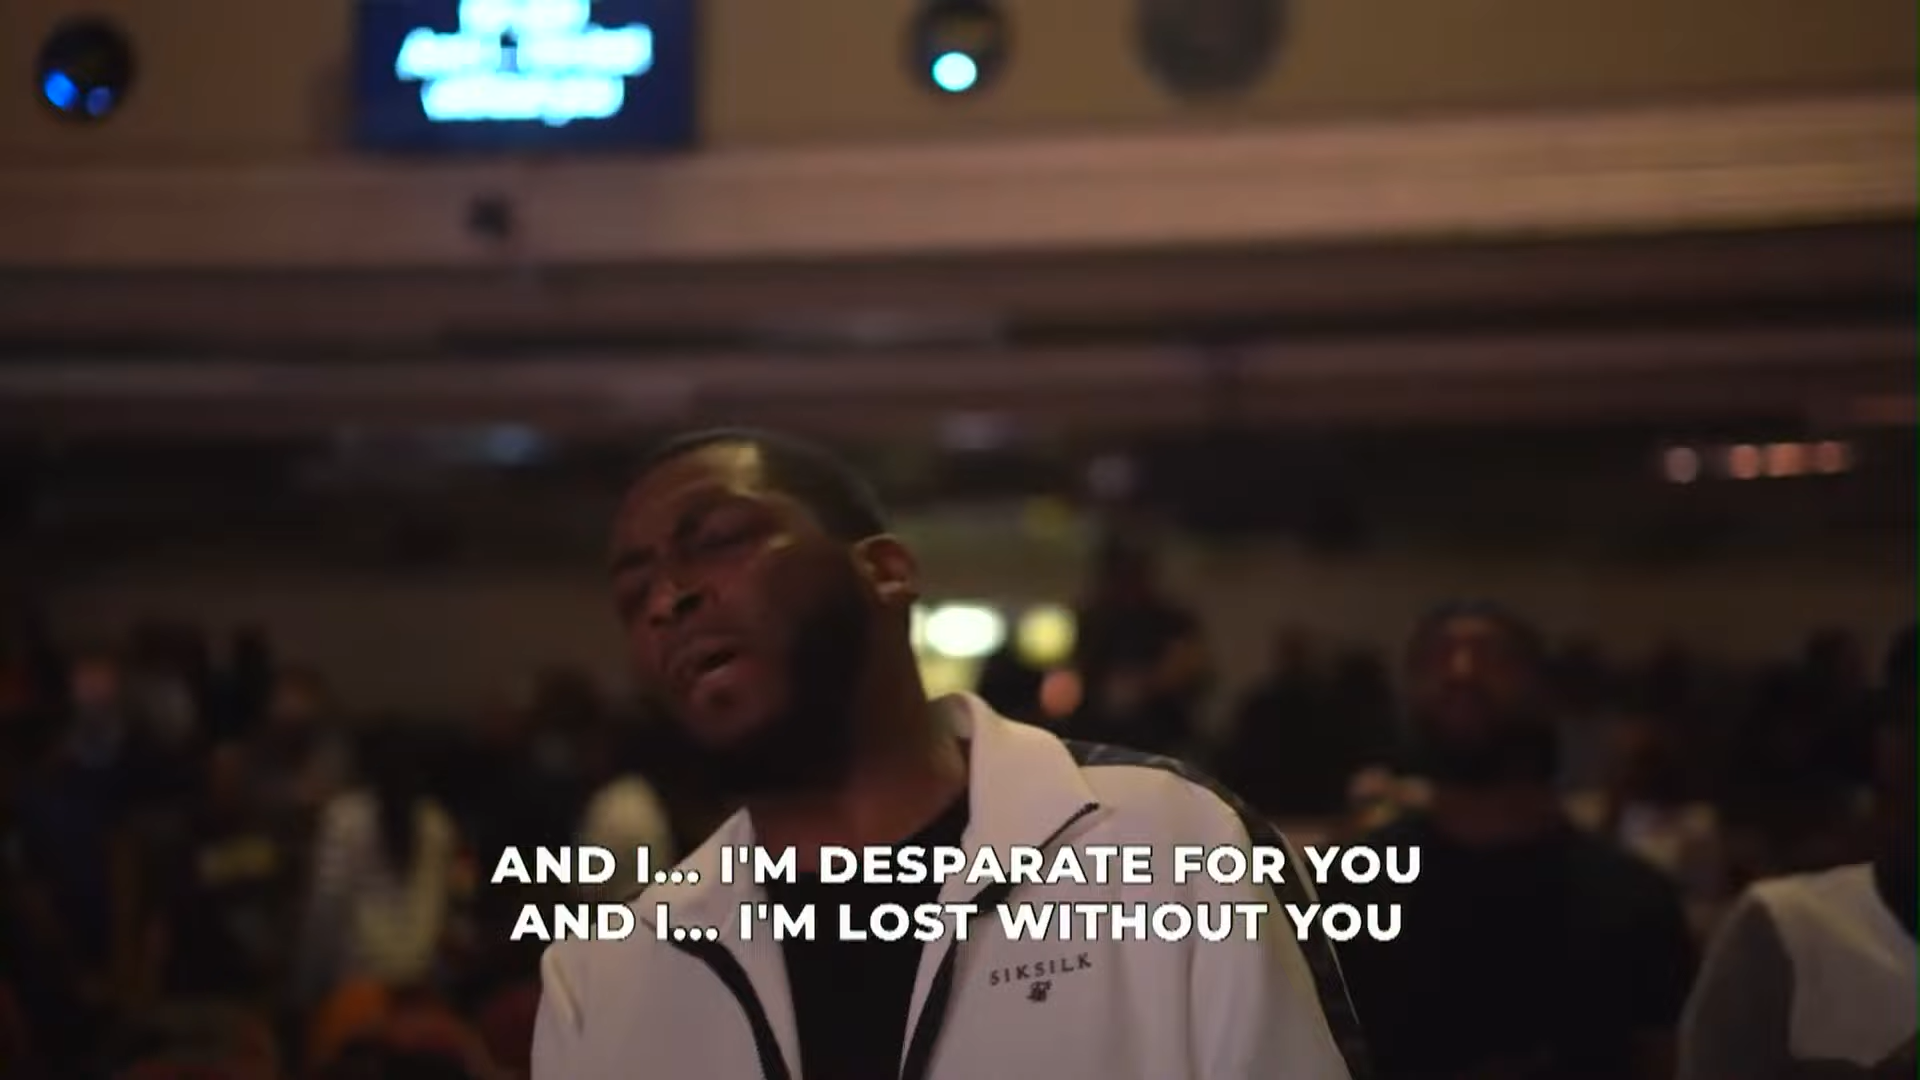 AND I... I'M DESPARATE FOR YOU
AND I... I'M LOST WITHOUT YOU
SIKSILK